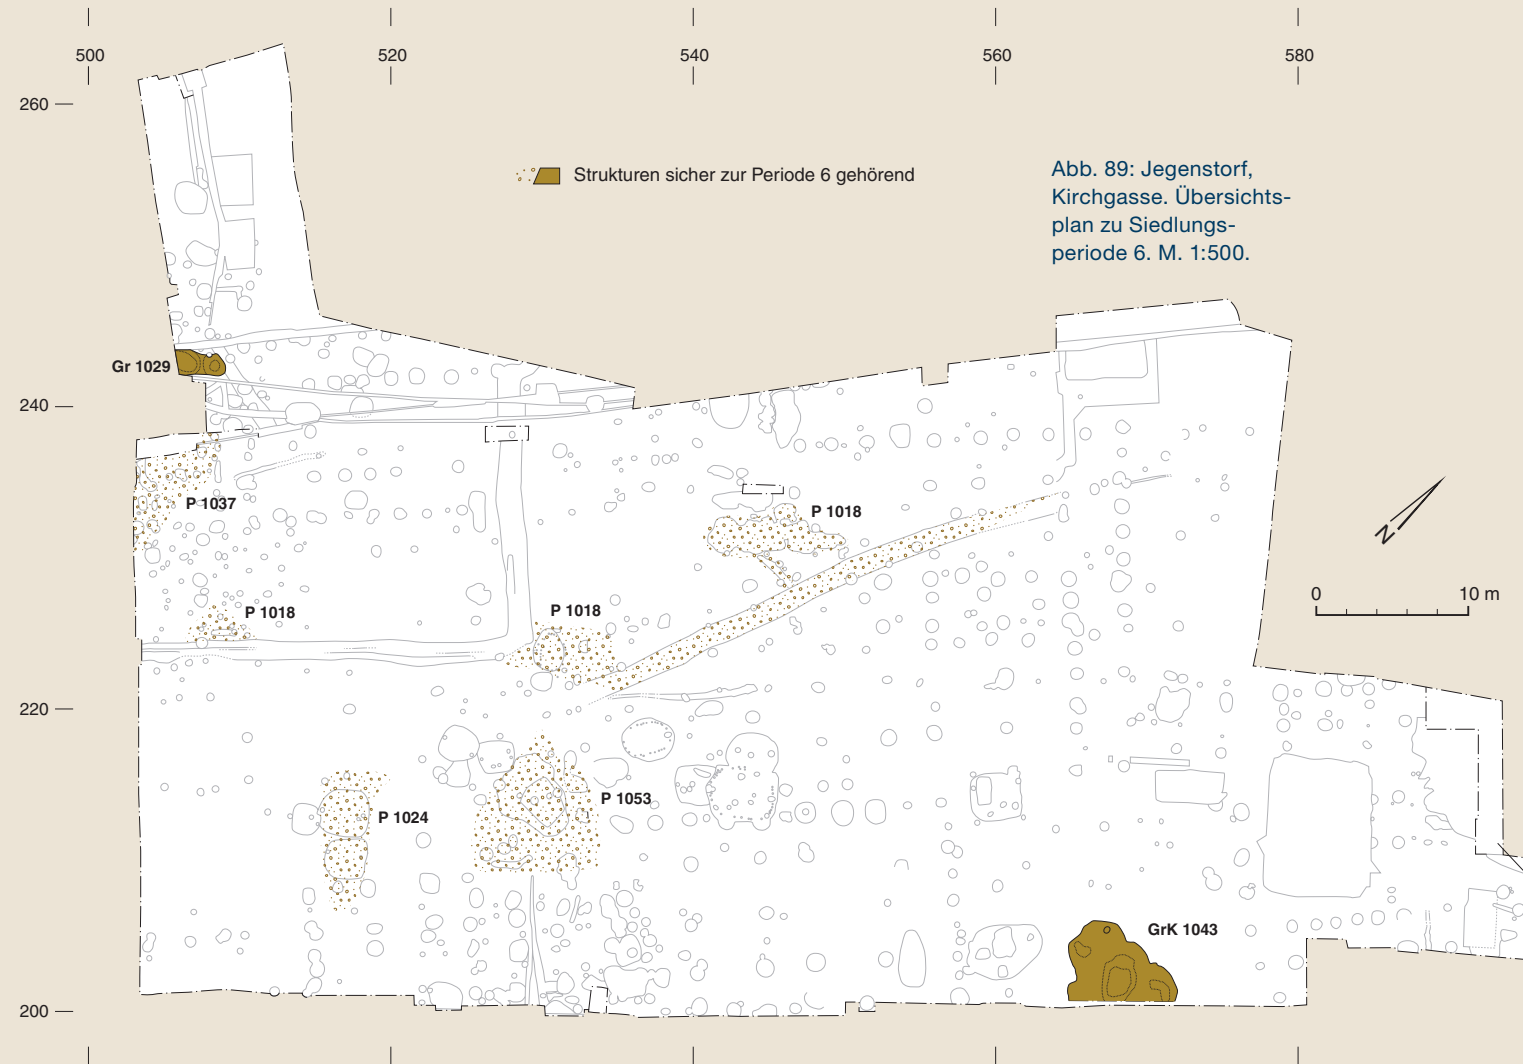 500 520 540 560 580
260
Strukturen sicher zur Periode 6 gehörend
Abb. 89: Jegenstorf,
Kirchgasse. Übersichts-
plan zu Siedlungs-
periode 6. M. 1:500.
Gr 1029
240
P 1037
P 1018
N
0 10 m
P 1018
P 1018
220
P 1053
P 1024
GrK 1043
200